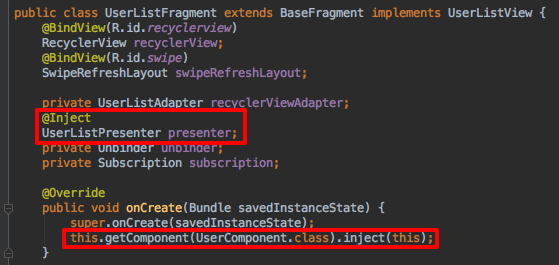 public class UserListFragment extends BaseFragment implements UserListView {
@BindView(R.id.recyclerview)
RecyclerView recyclerView;
@BindView(R.id.swipe)
SwipeRefreshLayout swipeRefreshLayout;
private UserListAdapter recyclerViewAdapter;
@Inject
UserListPresenter presenter;
private Unbinder unbinder;
private Subscription subscription;
@Override
public void onCreate(Bundle savedInstanceState) {
super.onCreate(savedInstanceState);
this.getComponent(UserComponent.class).inject(this);
}